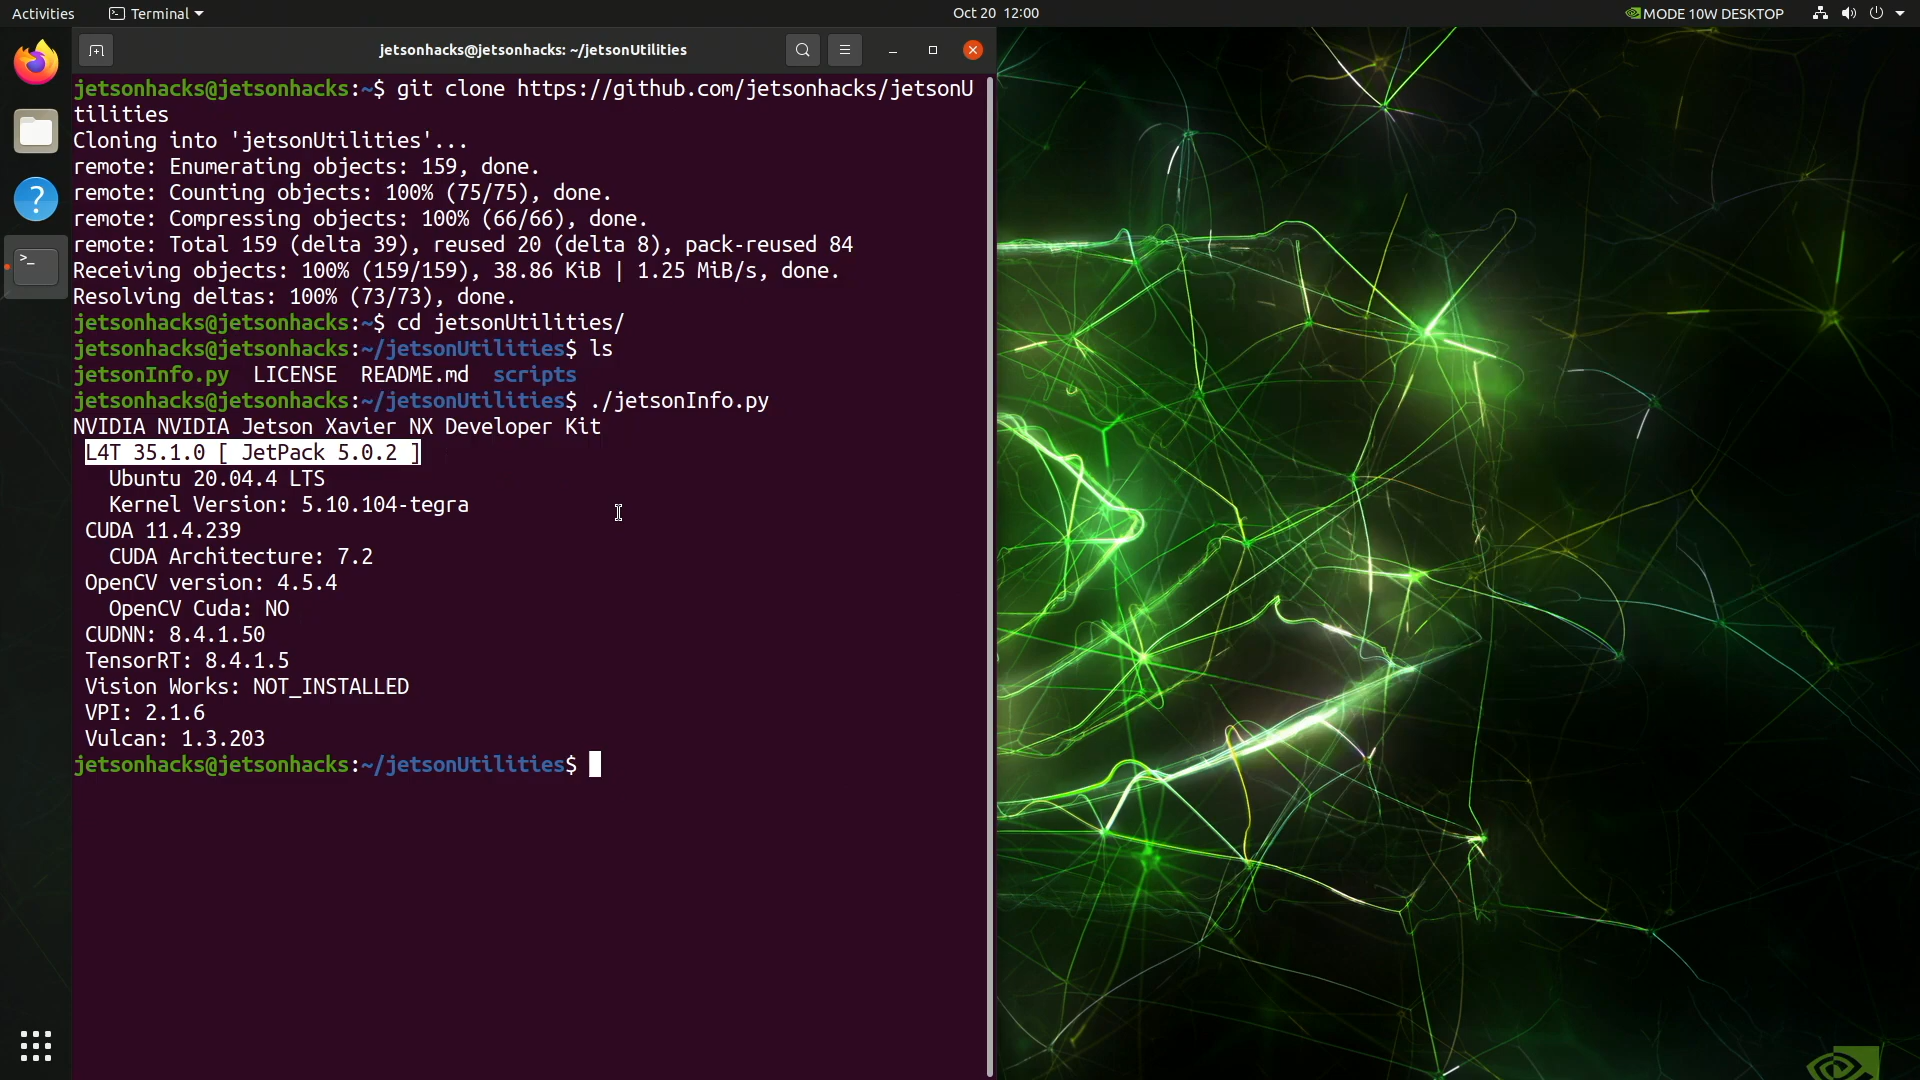 Activities Terminal Oct 20 12:00 MODE 10W DESKTOP
jetsonhacks@jetsonhacks: ~/jetsonUtilities
jetsonhacks@jetsonhacks:~$ git clone https://github.com/jetsonhacks/jetsonU
tilities
Cloning into 'jetsonUtilities'...
remote: Enumerating objects: 159, done.
remote: Counting objects: 100% (75/75), done.
remote: Compressing objects: 100% (66/66), done.
remote: Total 159 (delta 39), reused 20 (delta 8), pack-reused 84
Receiving objects: 100% (159/159), 38.86 KiB | 1.25 MiB/s, done.
Resolving deltas: 100% (73/73), done.
jetsonhacks@jetsonhacks:~$ cd jetsonUtilities/
jetsonhacks@jetsonhacks:~/jetsonUtilities$ ls
jetsonInfo.py LICENSE README.md scripts
jetsonhacks@jetsonhacks:~/jetsonUtilities$ ./jetsonInfo.py
NVIDIA NVIDIA Jetson Xavier NX Developer Kit
L4T 35.1.0 [ JetPack 5.0.2 ]
Ubuntu 20.04.4 LTS
Kernel Version: 5.10.104-tegra
CUDA 11.4.239
CUDA Architecture: 7.2
OpenCV version: 4.5.4
OpenCV Cuda: NO
CUDNN: 8.4.1.50
TensorRT: 8.4.1.5
Vision Works: NOT_INSTALLED
VPI: 2.1.6
Vulcan: 1.3.203
jetsonhacks@jetsonhacks:~/jetsonUtilities$